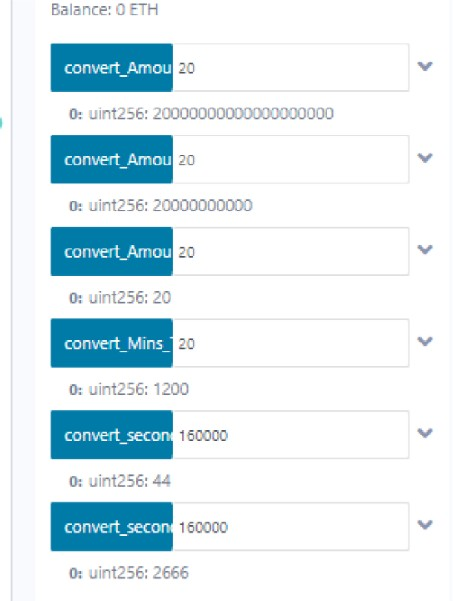 Balance: 0 ETH
convert_Amou 20
0: uint256: 20000000000000000000
convert_Amou 20
0: uint256: 20000000000
convert_Amou 20
0: uint256: 20
convert_Mins_ 20
0: uint256: 1200
convert_secon 160000
0: uint256: 44
convert_secon 160000
0: uint256: 2666